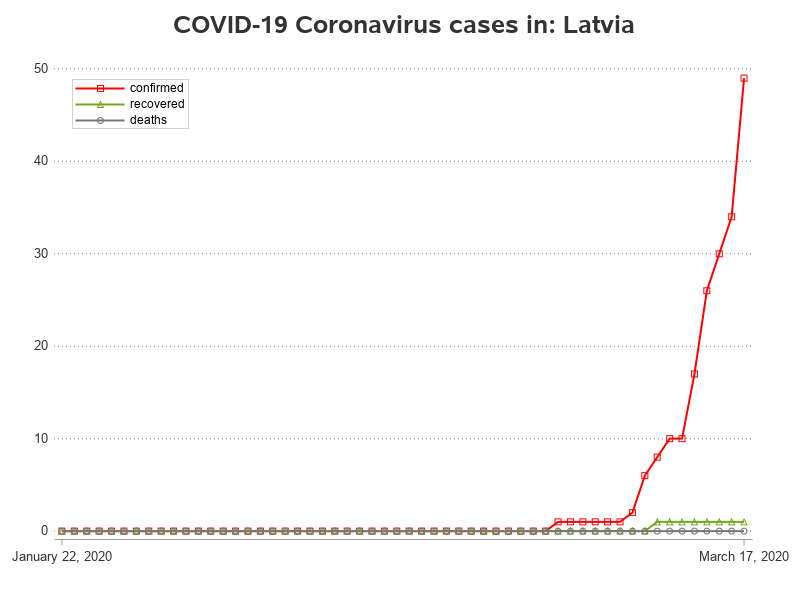 COVID-19 Coronavirus cases in: Latvia
50
confirmed
recovered
deaths
40
30
20
10
0
January 22, 2020
March 17, 2020